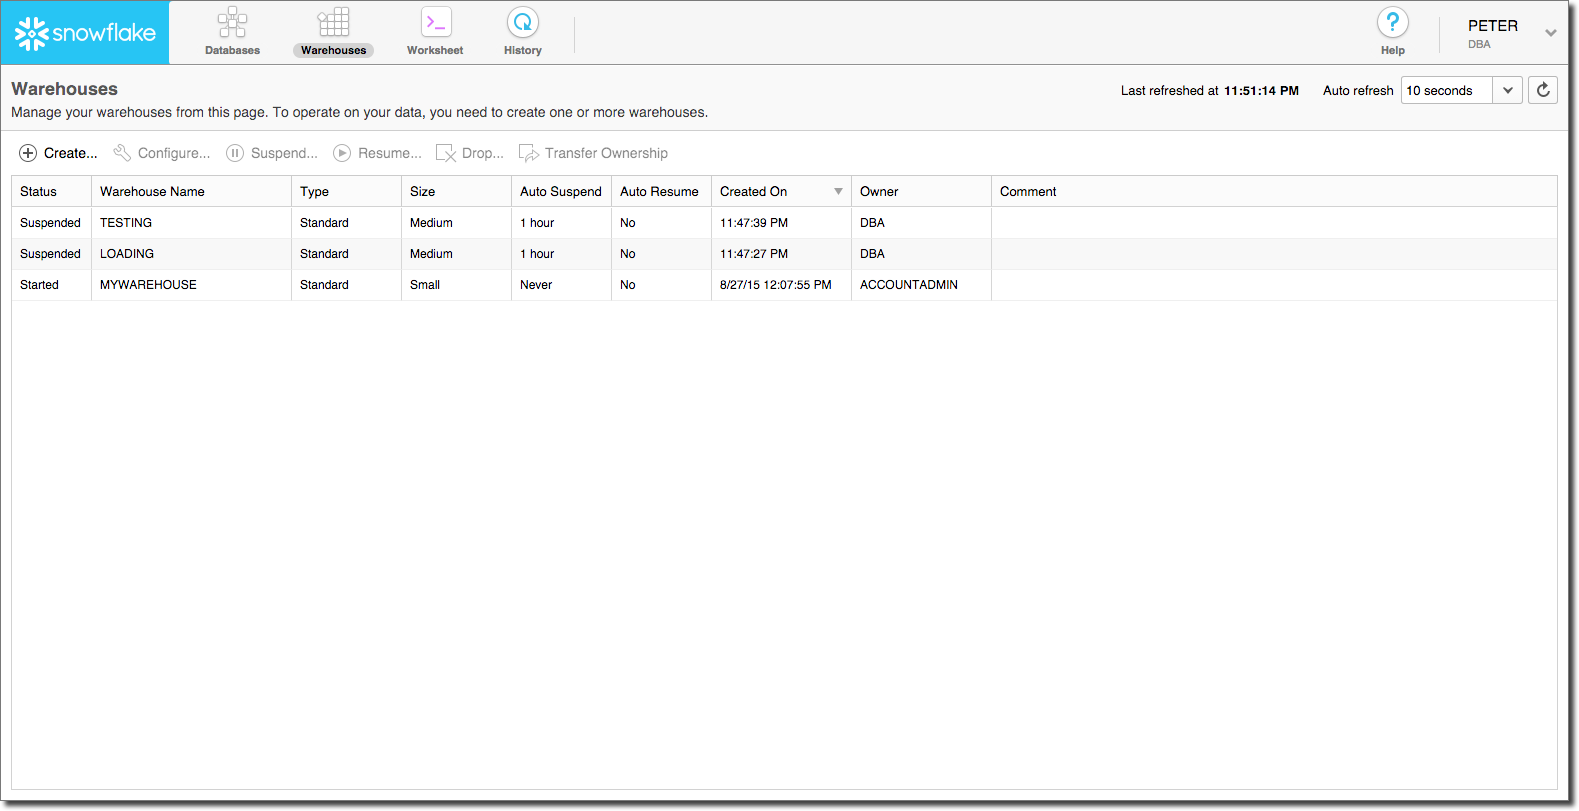 snowflake
Databases Warehouses Worksheet History ? Help PETER
DBA
Warehouses
Manage your warehouses from this page. To operate on your data, you need to create one or more warehouses.
Last refreshed at 11:51:14 PM Auto refresh 10 seconds
Create... Configure... Suspend... Resume... Drop... Transfer Ownership
Status Warehouse Name Type Size Auto Suspend Auto Resume Created On Owner Comment
Suspended TESTING Standard Medium 1 hour No 11:47:39 PM DBA
Suspended LOADING Standard Medium 1 hour No 11:47:27 PM DBA
Started MYWAREHOUSE Standard Small Never No 8/27/15 12:07:55 PM ACCOUNTADMIN